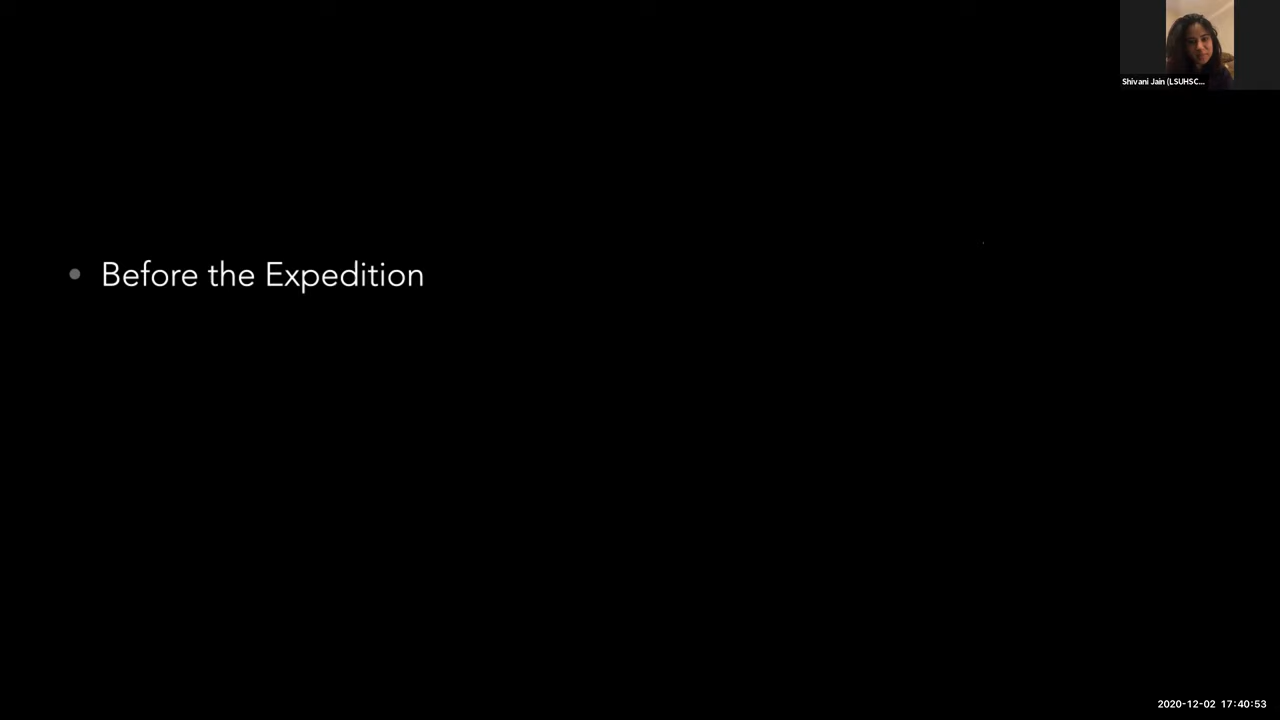 Shivani Jain (LSUHSC...
• Before the Expedition
2020-12-02 17:40:53